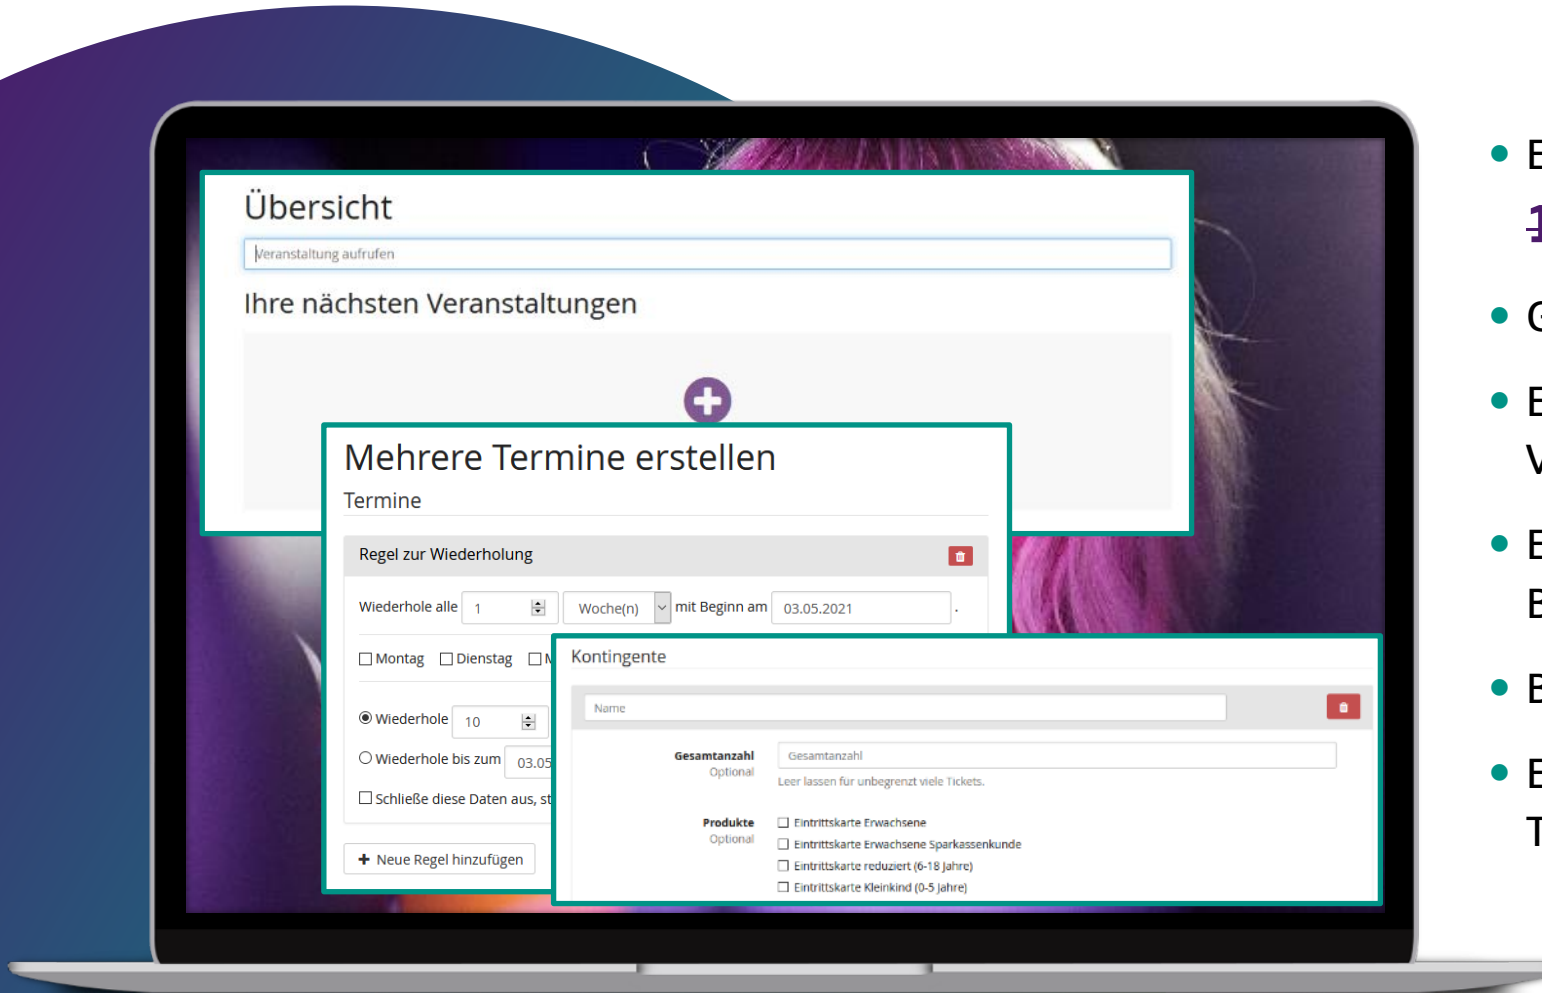 Übersicht
Veranstaltung aufrufen
Ihre nächsten Veranstaltungen
Mehrere Termine erstellen
Termine
Regel zur Wiederholung
Wiederhole alle 1 Woche(n) mit Beginn am 03.05.2021 .
Montag Dienstag M
Wiederhole 10
Wiederhole bis zum 03.05
Schließe diese Daten aus, st
Neue Regel hinzufügen
Kontingente
Name
Gesamtanzahl Gesamtanzahl
Optional
Leer lassen für unbegrenzt viele Tickets.
Produkte Eintrittskarte Erwachsene
Optional Eintrittskarte Erwachsene Sparkassenkunde
Eintrittskarte reduziert (6-18 Jahre)
Eintrittskarte Kleinkind (0-5 Jahre)